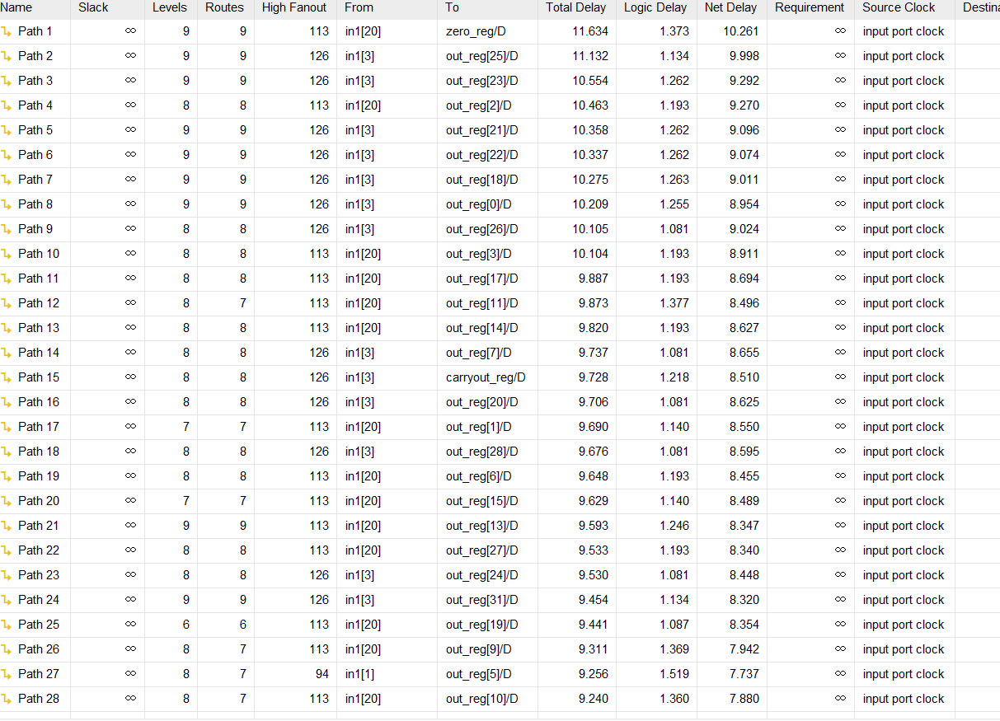 Name Slack Levels Routes High Fanout From To Total Delay Logic Delay Net Delay Requirement Source Clock Destina
Path 1 ∞ 9 9 113 in1[20] zero_reg/D 11.634 1.373 10.261 ∞ input port clock
Path 2 ∞ 9 9 126 in1[3] out_reg[25]/D 11.132 1.134 9.998 ∞ input port clock
Path 3 ∞ 9 9 126 in1[3] out_reg[23]/D 10.554 1.262 9.292 ∞ input port clock
Path 4 ∞ 8 8 113 in1[20] out_reg[2]/D 10.463 1.193 9.270 ∞ input port clock
Path 5 ∞ 9 9 126 in1[3] out_reg[21]/D 10.358 1.262 9.096 ∞ input port clock
Path 6 ∞ 9 9 126 in1[3] out_reg[22]/D 10.337 1.262 9.074 ∞ input port clock
Path 7 ∞ 9 9 126 in1[3] out_reg[18]/D 10.275 1.263 9.011 ∞ input port clock
Path 8 ∞ 9 9 126 in1[3] out_reg[0]/D 10.209 1.255 8.954 ∞ input port clock
Path 9 ∞ 8 8 126 in1[3] out_reg[26]/D 10.105 1.081 9.024 ∞ input port clock
Path 10 ∞ 8 8 113 in1[20] out_reg[3]/D 10.104 1.193 8.911 ∞ input port clock
Path 11 ∞ 8 8 113 in1[20] out_reg[17]/D 9.887 1.193 8.694 ∞ input port clock
Path 12 ∞ 8 7 113 in1[20] out_reg[11]/D 9.873 1.377 8.496 ∞ input port clock
Path 13 ∞ 8 8 113 in1[20] out_reg[14]/D 9.820 1.193 8.627 ∞ input port clock
Path 14 ∞ 8 8 126 in1[3] out_reg[7]/D 9.737 1.081 8.655 ∞ input port clock
Path 15 ∞ 8 8 126 in1[3] carryout_reg/D 9.728 1.218 8.510 ∞ input port clock
Path 16 ∞ 8 8 126 in1[3] out_reg[20]/D 9.706 1.081 8.625 ∞ input port clock
Path 17 ∞ 7 7 113 in1[20] out_reg[1]/D 9.690 1.140 8.550 ∞ input port clock
Path 18 ∞ 8 8 126 in1[3] out_reg[28]/D 9.676 1.081 8.595 ∞ input port clock
Path 19 ∞ 8 8 113 in1[20] out_reg[6]/D 9.648 1.193 8.455 ∞ input port clock
Path 20 ∞ 7 7 113 in1[20] out_reg[15]/D 9.629 1.140 8.489 ∞ input port clock
Path 21 ∞ 9 9 113 in1[20] out_reg[13]/D 9.593 1.246 8.347 ∞ input port clock
Path 22 ∞ 8 8 113 in1[20] out_reg[27]/D 9.533 1.193 8.340 ∞ input port clock
Path 23 ∞ 8 8 126 in1[3] out_reg[24]/D 9.530 1.081 8.448 ∞ input port clock
Path 24 ∞ 9 9 126 in1[3] out_reg[31]/D 9.454 1.134 8.320 ∞ input port clock
Path 25 ∞ 6 6 113 in1[20] out_reg[19]/D 9.441 1.087 8.354 ∞ input port clock
Path 26 ∞ 8 7 113 in1[20] out_reg[9]/D 9.311 1.369 7.942 ∞ input port clock
Path 27 ∞ 8 7 94 in1[1] out_reg[5]/D 9.256 1.519 7.737 ∞ input port clock
Path 28 ∞ 8 7 113 in1[20] out_reg[10]/D 9.240 1.360 7.880 ∞ input port clock